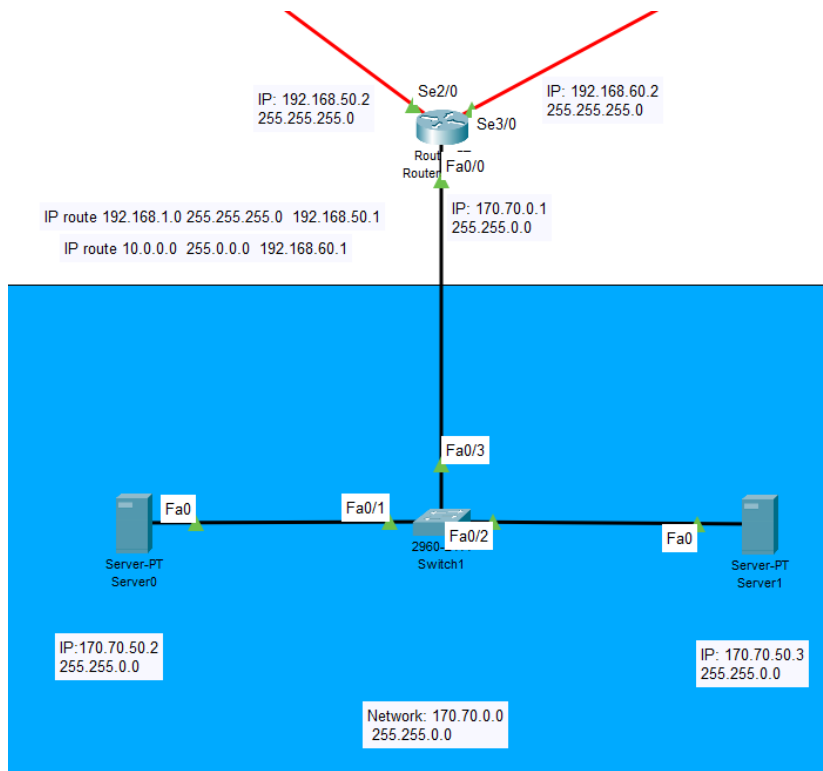 Se2/0
IP: 192.168.50.2
255.255.255.0
IP: 192.168.60.2
255.255.255.0
Se3/0
Rout
Router
Fa0/0
IP: 170.70.0.1
255.255.0.0
IP route 192.168.1.0 255.255.255.0 192.168.50.1
IP route 10.0.0.0 255.0.0.0 192.168.60.1
Fa0/3
Fa0
Fa0/1
Fa0/2
Fa0
Server-PT
Server0
Switch1
Server-PT
Server1
IP:170.70.50.2
255.255.0.0
IP: 170.70.50.3
255.255.0.0
Network: 170.70.0.0
255.255.0.0